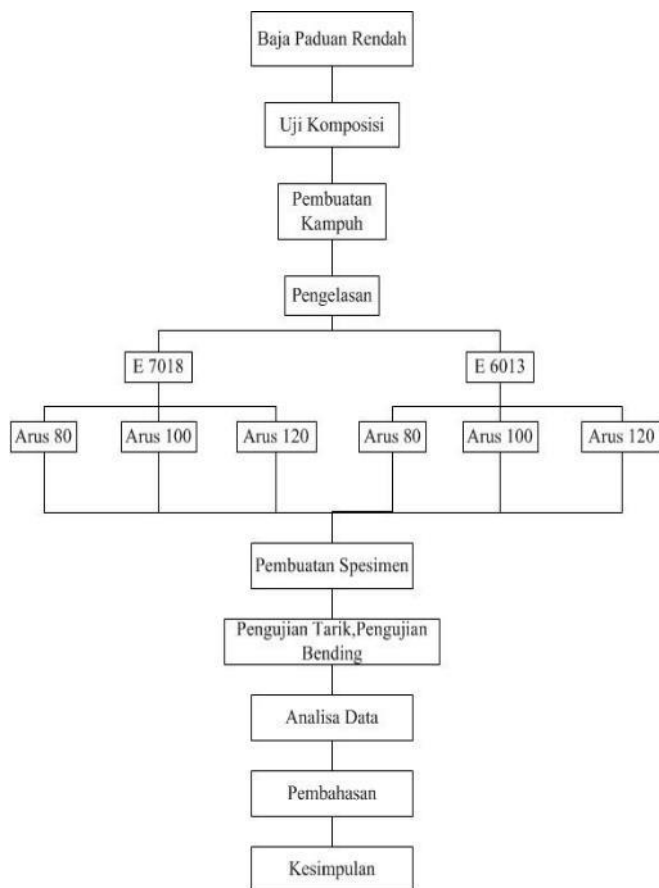 Baja Paduan Rendah
Uji Komposisi
Pembuatan
Kampuh
Pengelasan
E 7018
E 6013
Arus 80
Arus 100
Arus 120
Arus 80
Arus 100
Arus 120
Pembuatan Spesimen
Pengujian Tarik,Pengujian
Bending
Analisa Data
Pembahasan
Kesimpulan